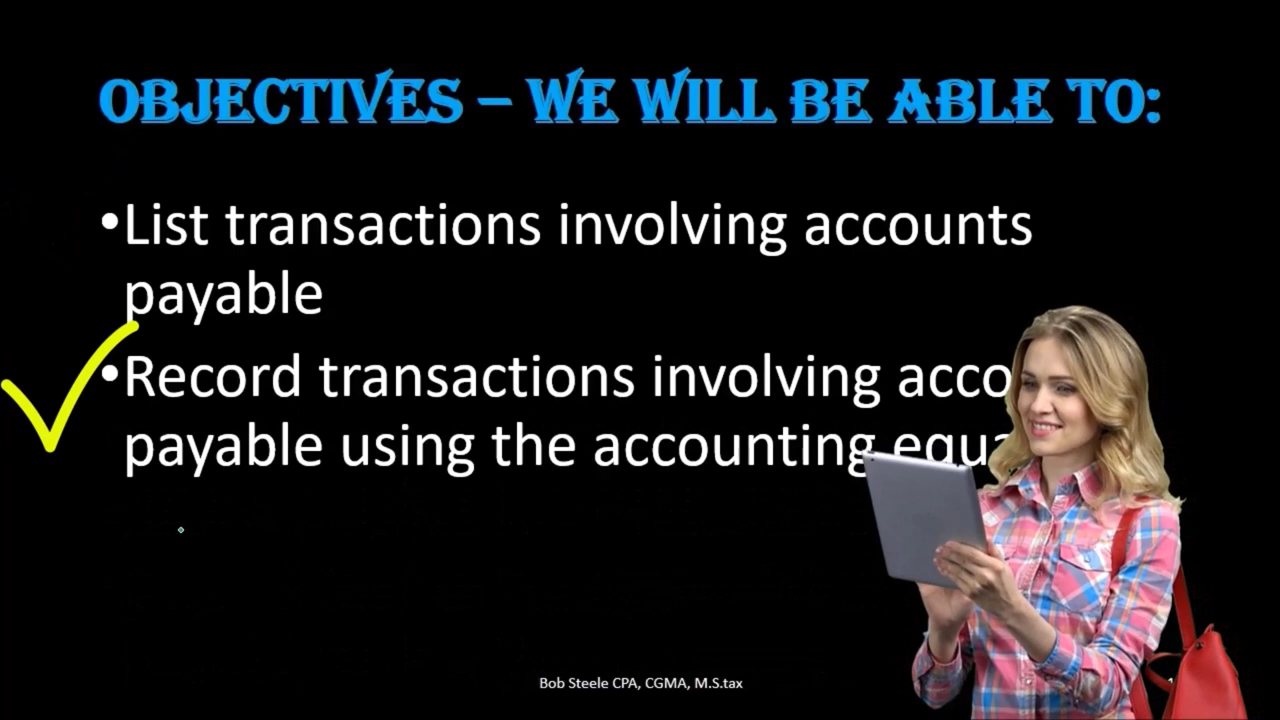 OBJECTIVES – WE WILL BE ABLE TO:
•List transactions involving accounts
payable
•Record transactions involving acco
payable using the accounting equa
Bob Steele CPA, CGMA, M.S.tax